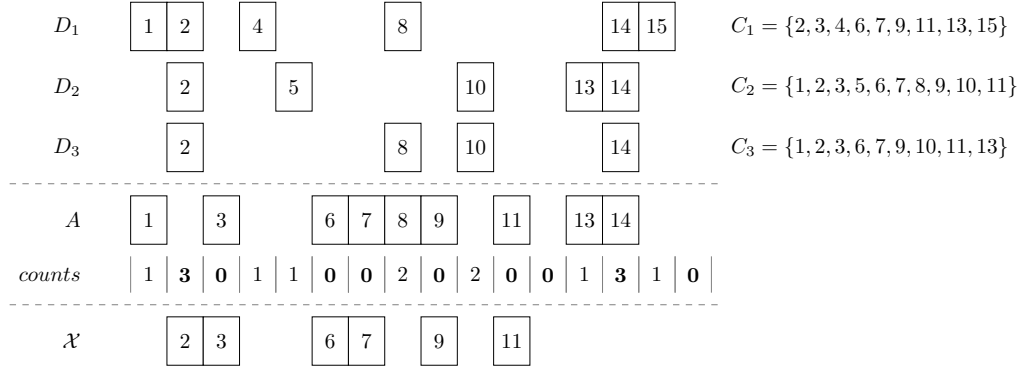 D₁ 1 2 4 8 14 15 C₁ = {2, 3, 4, 6, 7, 9, 11, 13, 15}
D₂ 2 5 10 13 14 C₂ = {1, 2, 3, 5, 6, 7, 8, 9, 10, 11}
D₃ 2 8 10 14 C₃ = {1, 2, 3, 6, 7, 9, 10, 11, 13}
A 1 3 6 7 8 9 11 13 14
counts 1 3 0 1 1 0 0 2 0 2 0 0 1 3 1 0
𝒳 2 3 6 7 9 11